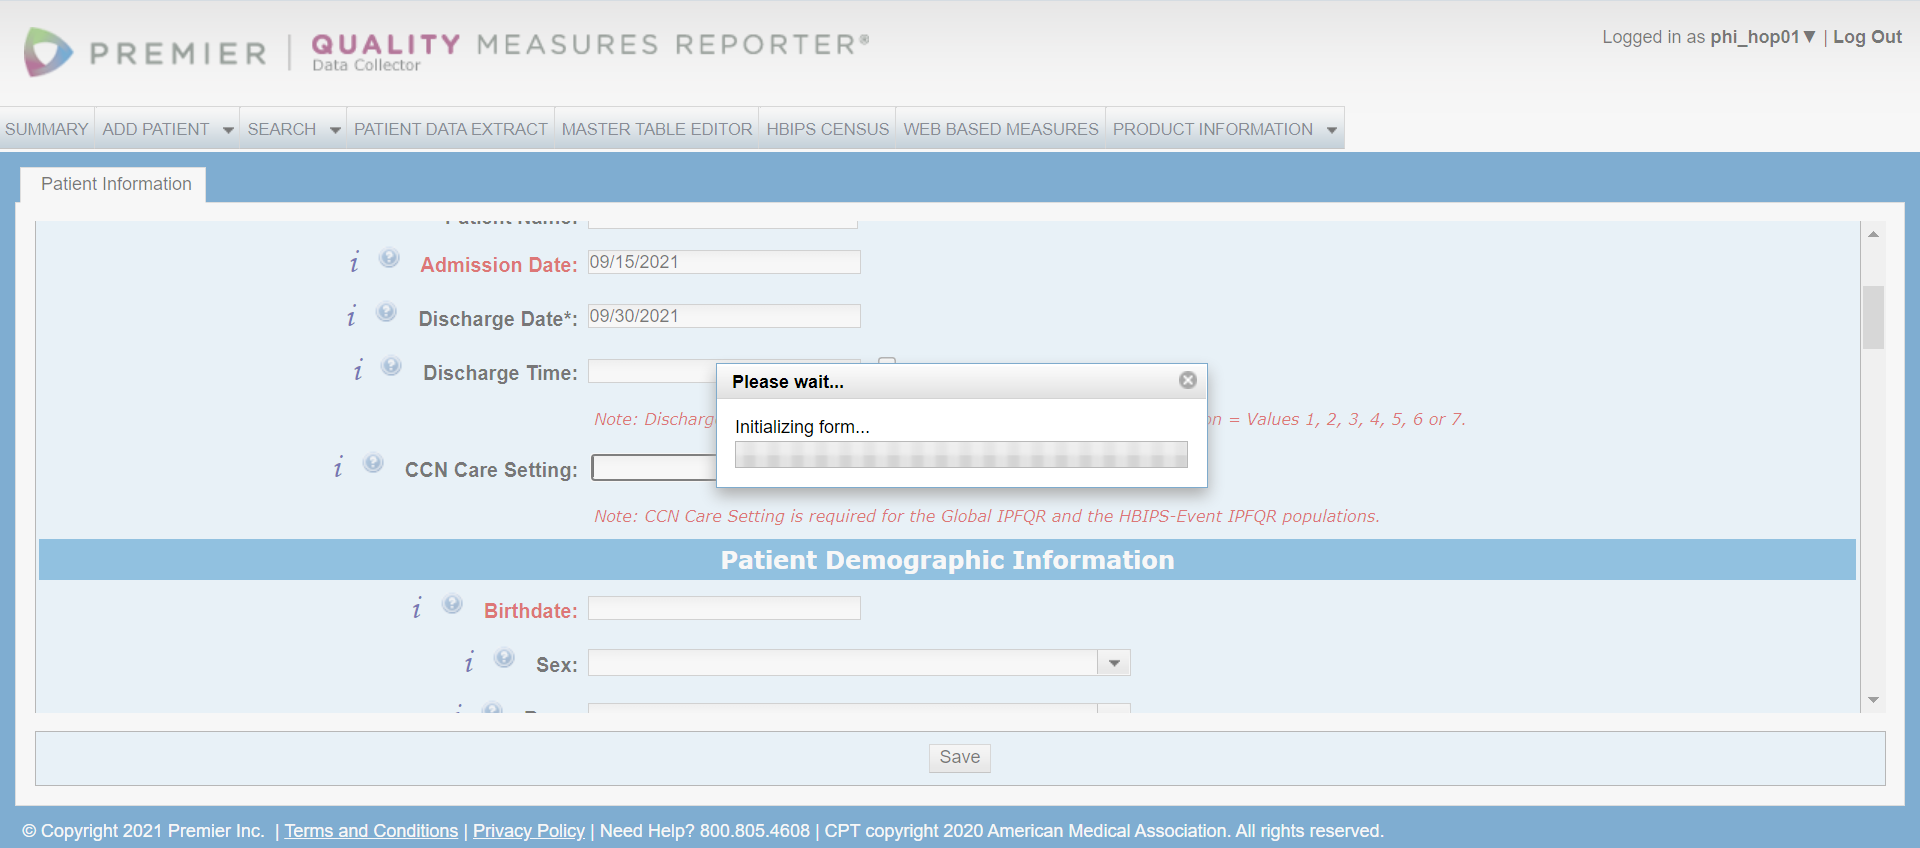 PREMIER | QUALITY MEASURES REPORTER®
Data Collector
Logged in as phi_hop01▼ | Log Out
SUMMARY ADD PATIENT SEARCH PATIENT DATA EXTRACT MASTER TABLE EDITOR HBIPS CENSUS WEB BASED MEASURES PRODUCT INFORMATION
Patient Information
Patient Name:
Admission Date: 09/15/2021
Discharge Date*: 09/30/2021
Discharge Time:
Please wait...
Initializing form...
Note: Discharg
on = Values 1, 2, 3, 4, 5, 6 or 7.
CCN Care Setting:
Note: CCN Care Setting is required for the Global IPFQR and the HBIPS-Event IPFQR populations.
Patient Demographic Information
Birthdate:
Sex:
Save
© Copyright 2021 Premier Inc. | Terms and Conditions | Privacy Policy | Need Help? 800.805.4608 | CPT copyright 2020 American Medical Association. All rights reserved.